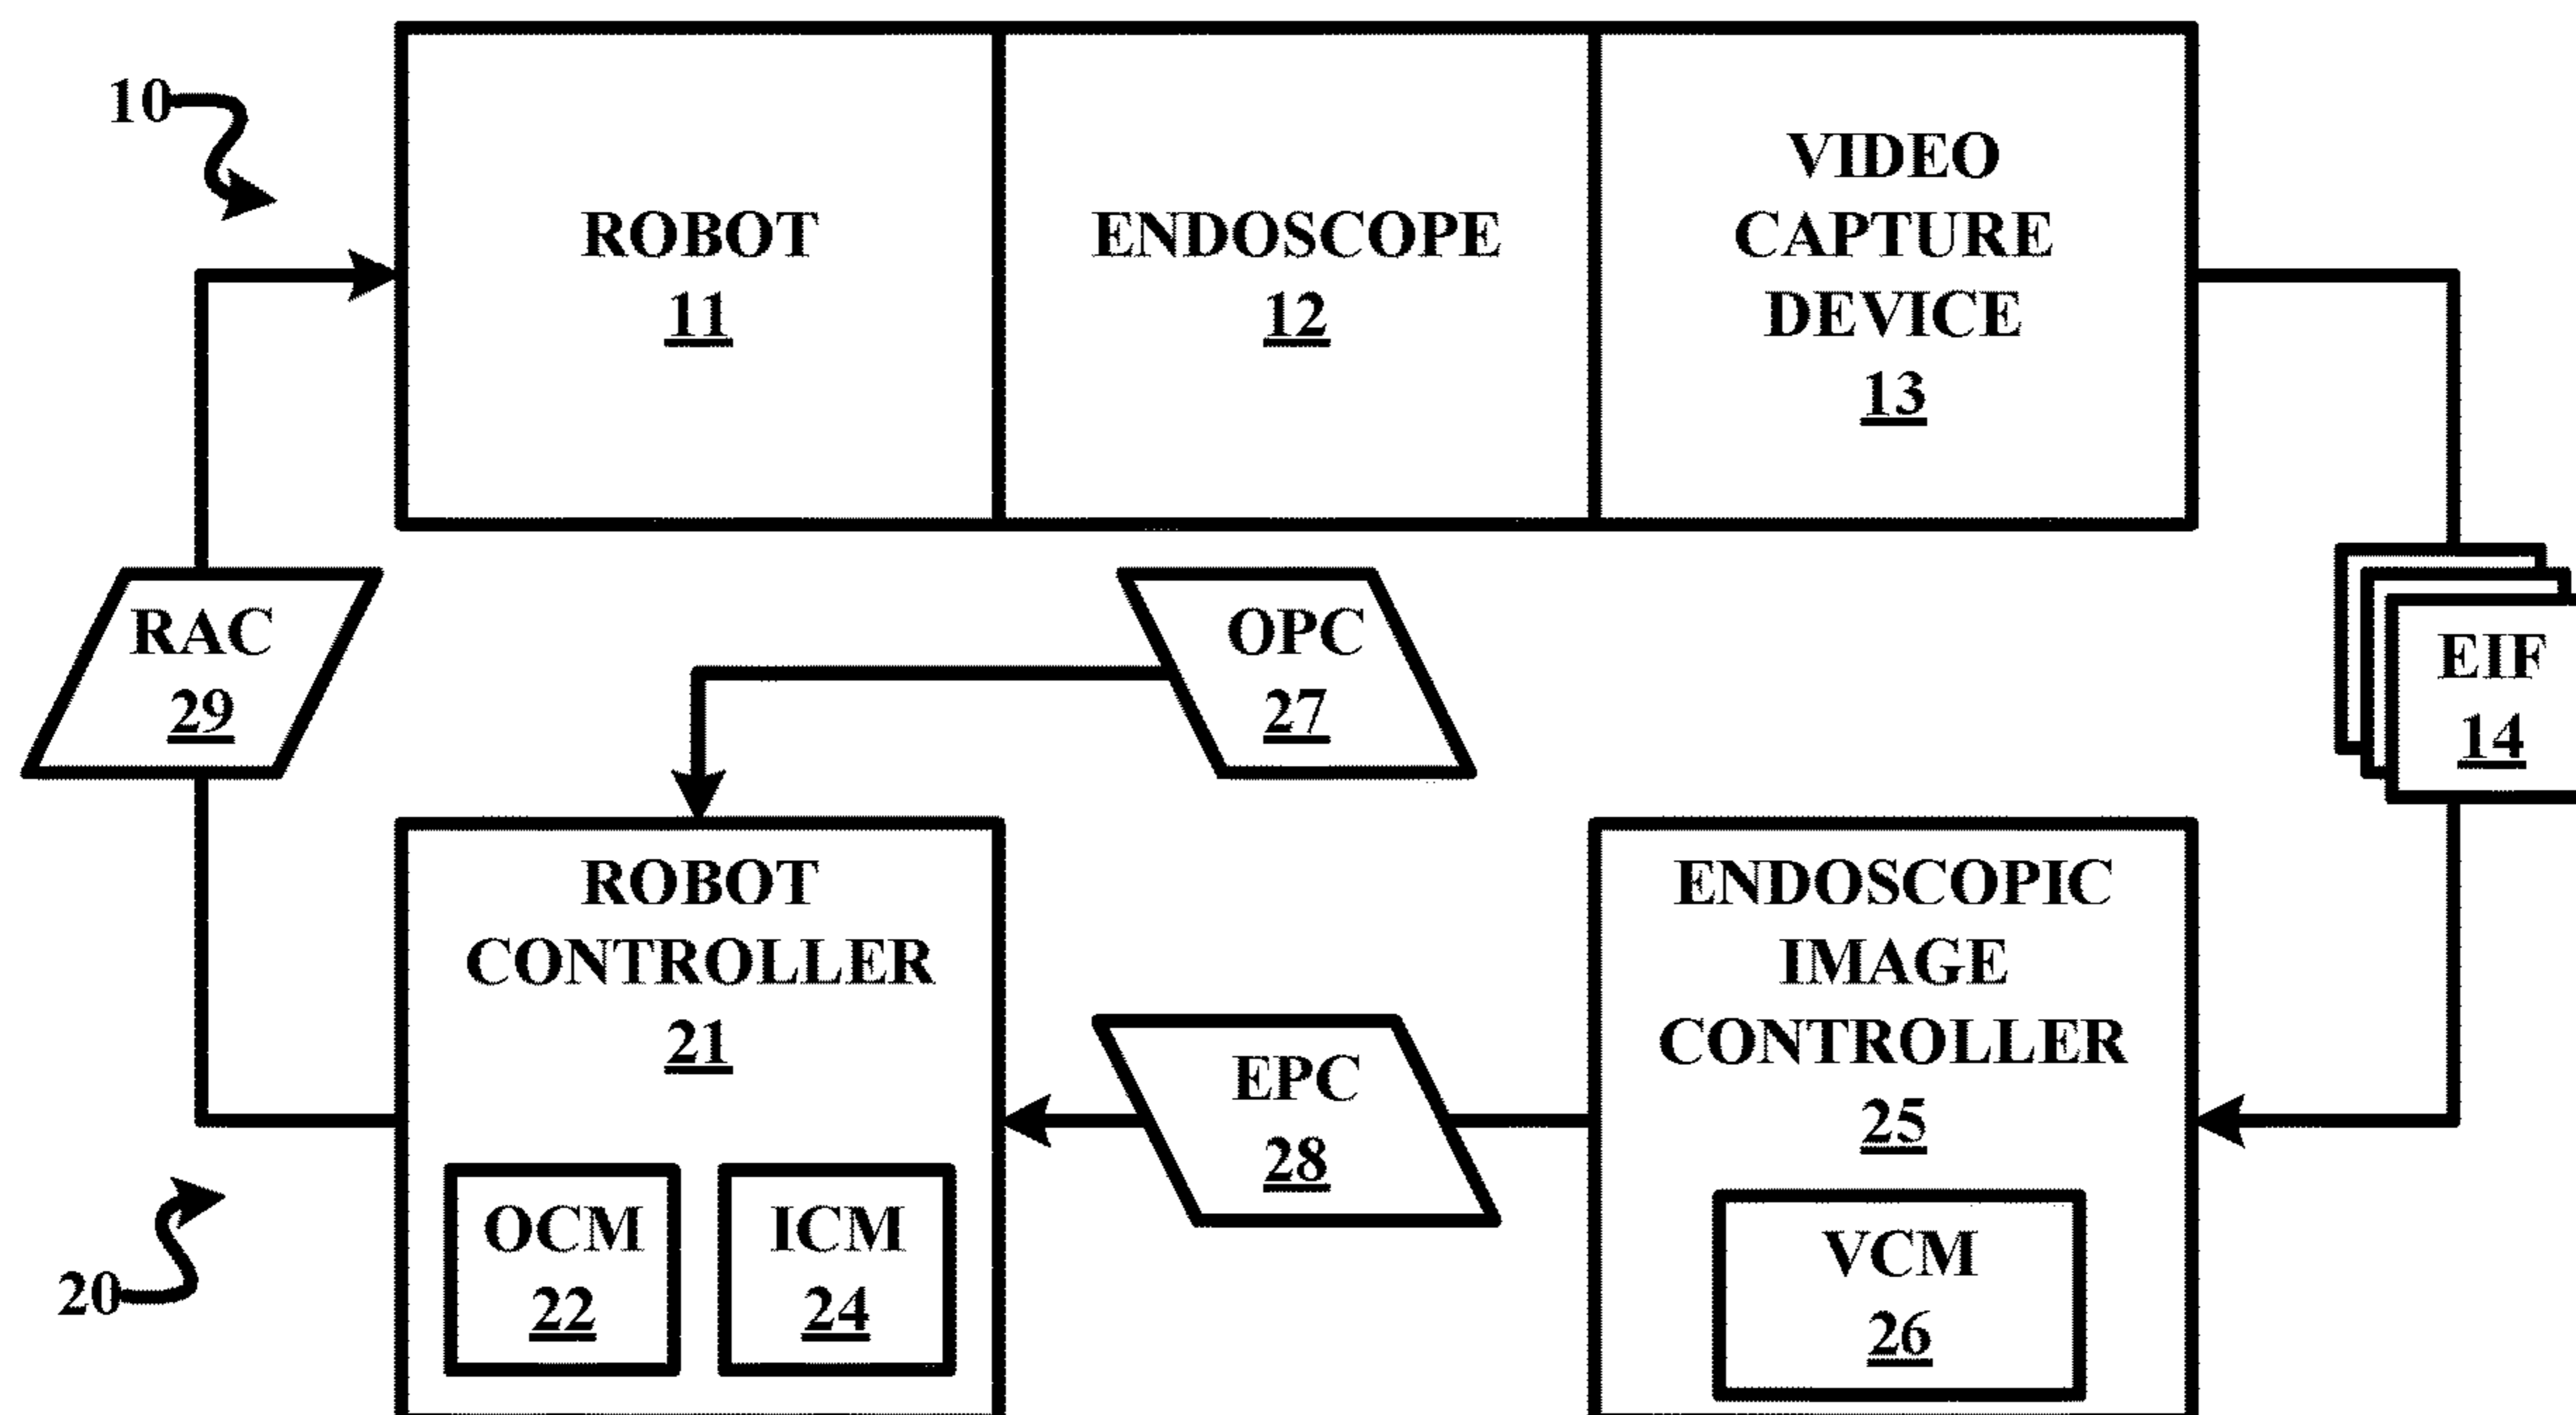 10
ROBOT
11
ENDOSCOPE
12
VIDEO
CAPTURE
DEVICE
13
RAC
29
OPC
27
EIF
14
ROBOT
CONTROLLER
21
OCM
22
ICM
24
EPC
28
ENDOSCOPIC
IMAGE
CONTROLLER
25
VCM
26
20